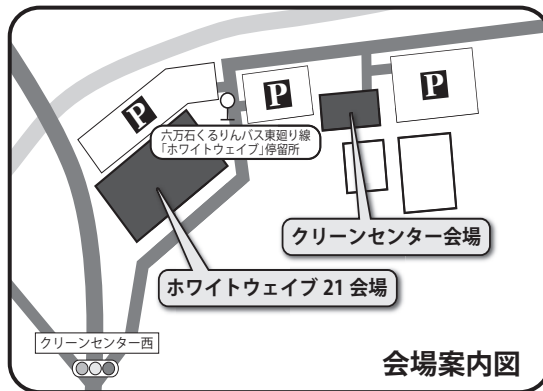 P
P
P
六万石くるりんバス東廻り線
「ホワイトウェイブ」停留所
クリーンセンター会場
ホワイトウェイブ 21 会場
クリーンセンター西
会場案内図